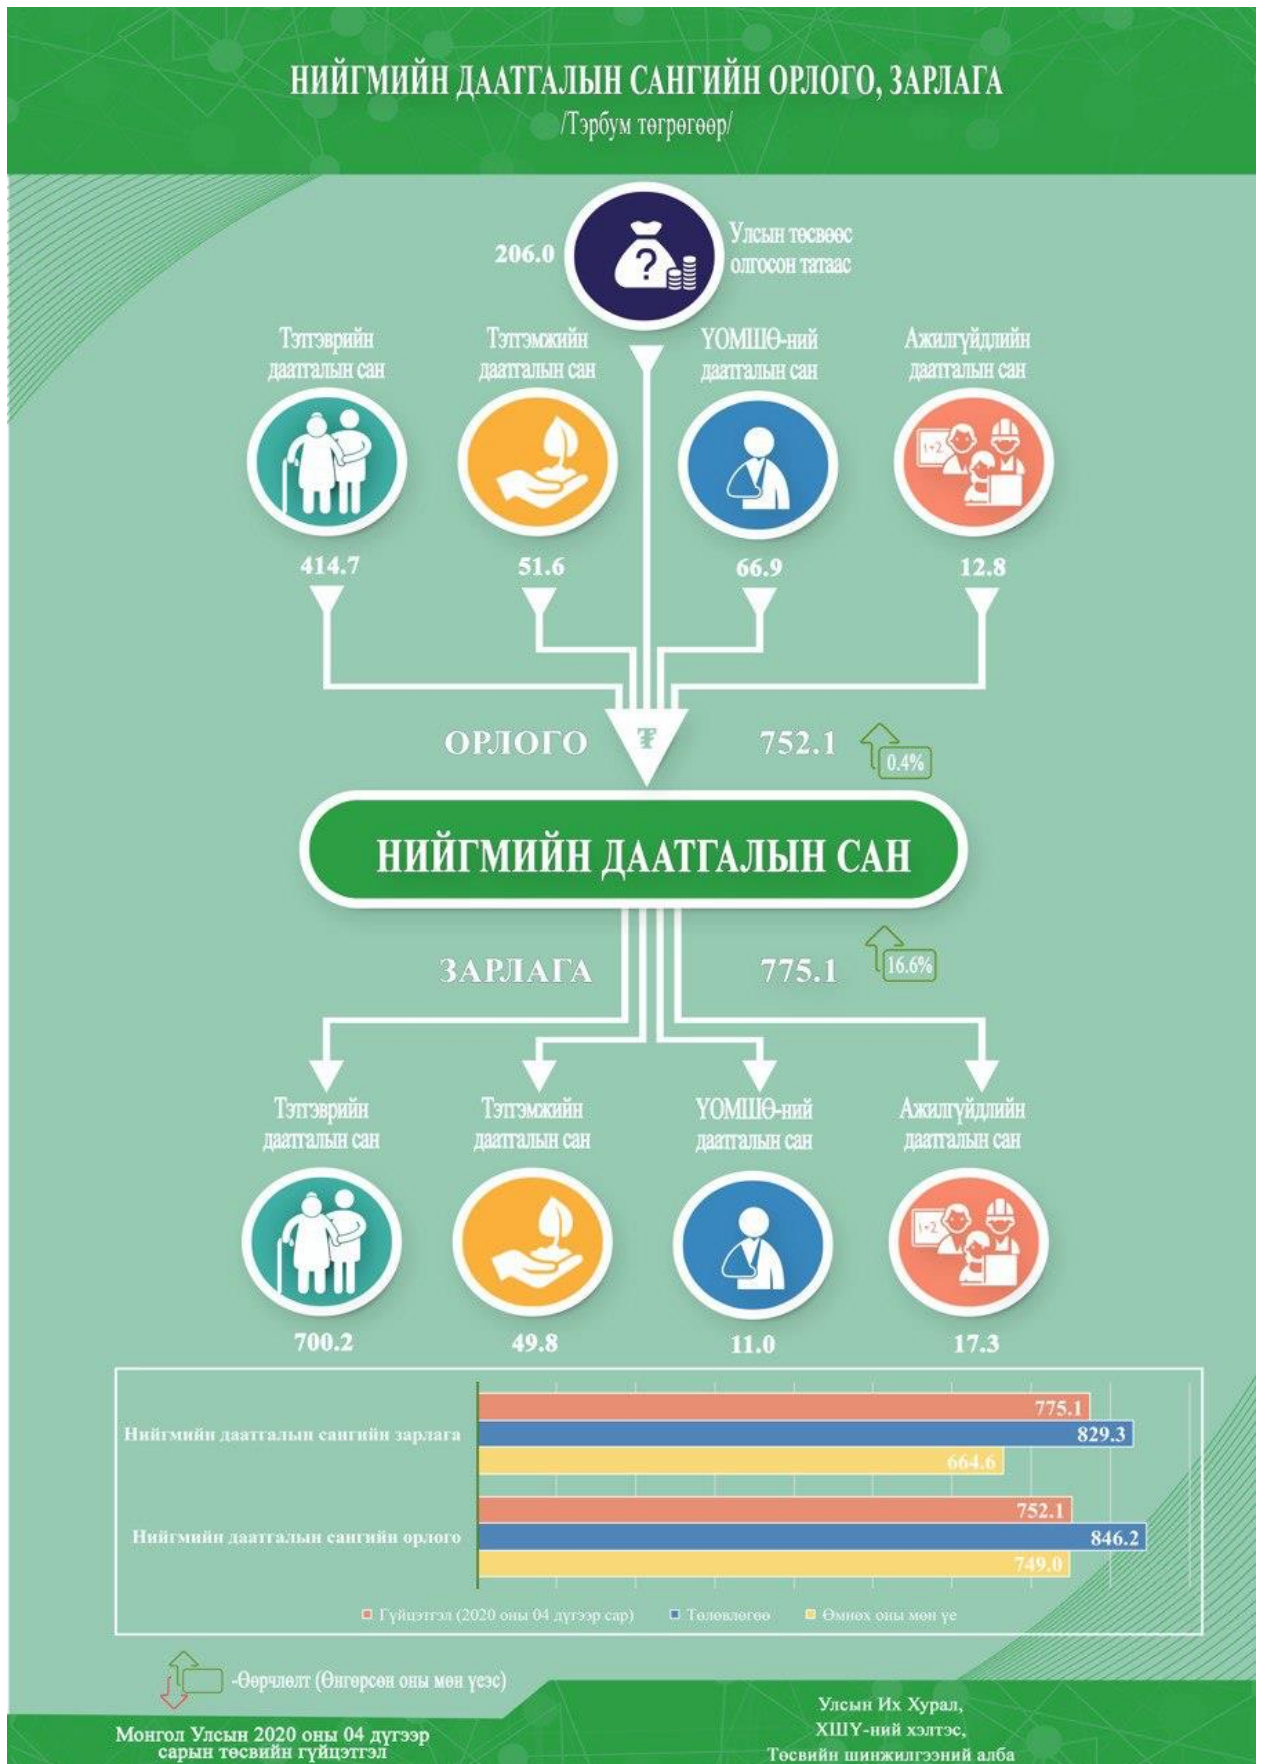 НИЙГМИЙН ДААТГАЛЫН САНГИЙН ОРЛОГО, ЗАРЛАГА
/Тэрбум төгрөгөөр/
206.0
Улсын төсвөөс
олгосон татаас
Тэтгэврийн
даатгалын сан
Тэтгэмжийн
даатгалын сан
ҮОМШӨ-ний
даатгалын сан
Ажилгүйдлийн
даатгалын сан
?
1+2
414.7
51.6
66.9
12.8
ОРЛОГО
₮
752.1
0.4%
НИЙГМИЙН ДААТГАЛЫН САН
ЗАРЛАГА
775.1
16.6%
Тэтгэврийн
даатгалын сан
Тэтгэмжийн
даатгалын сан
ҮОМШӨ-ний
даатгалын сан
Ажилгүйдлийн
даатгалын сан
1+2
700.2
49.8
11.0
17.3
Нийгмийн даатгалын сангийн зарлага
775.1
829.3
664.6
Нийгмийн даатгалын сангийн орлого
752.1
846.2
749.0
Гүйцэтгэл (2020 оны 04 дүгээр сар)
Төлөвлөгөө
Өмнөх оны мөн үе
-Өөрчлөлт (Өнгөрсөн оны мөн үеэс)
Монгол Улсын 2020 оны 04 дүгээр
сарын төсвийн гүйцэтгэл
Улсын Их Хурал,
ХШҮ-ний хэлтэс,
Төсвийн шинжилгээний алба